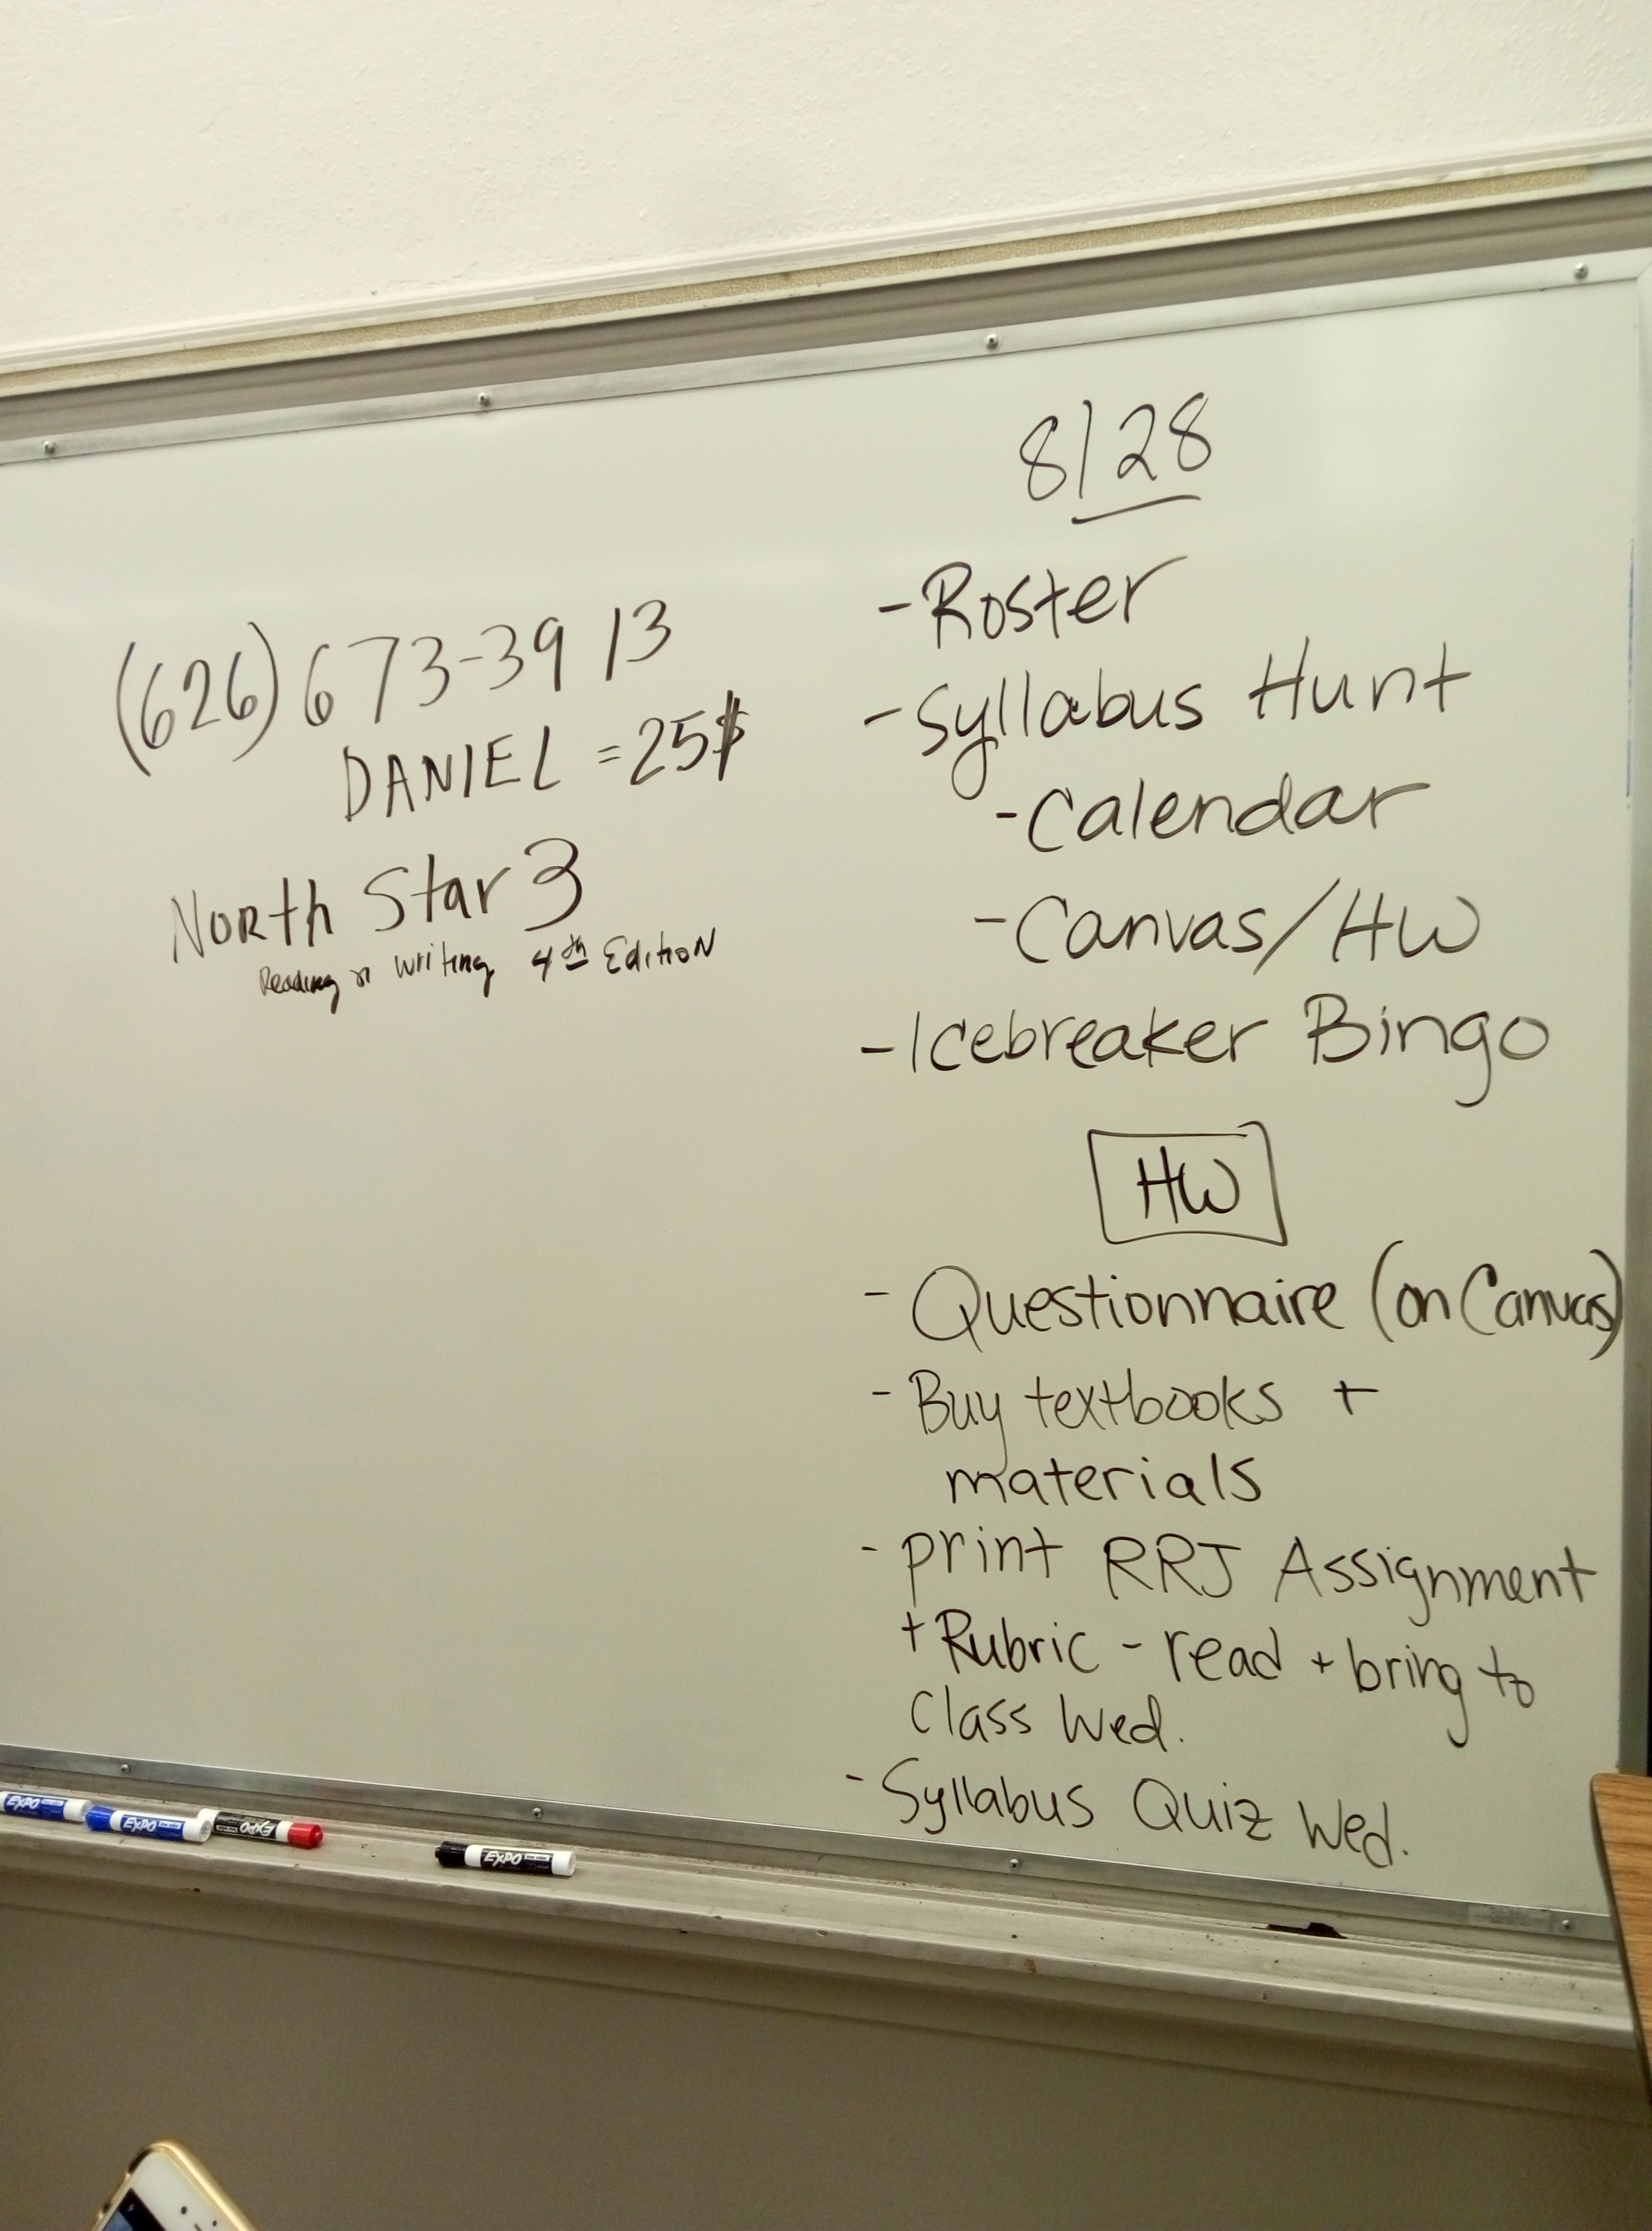 (626) 673-3913
DANIEL = 25$
North Star 3
Reading n writing 4th Edition
8/28
- Roster
- Syllabus Hunt
- Calendar
- Canvas/HW
- Icebreaker Bingo
HW
- Questionnaire (on Canvas)
- Buy textbooks +
materials
- print RRJ Assignment
+ Rubric - read + bring to
class Wed.
- Syllabus Quiz Wed.
EXPO
EXPO
EXPO
EXPO